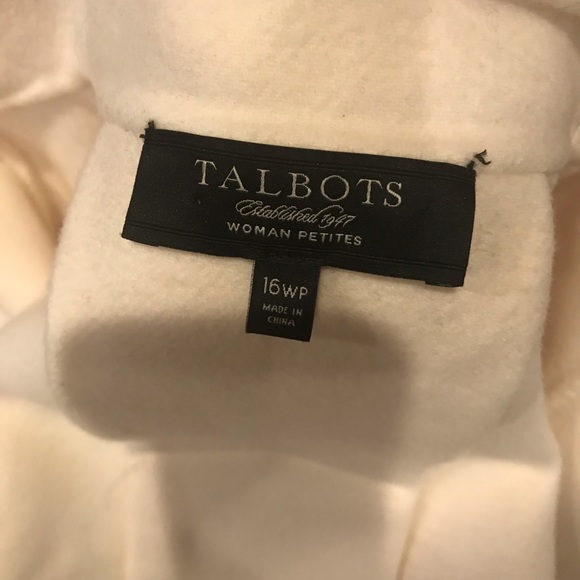 TALBOTS
Established 1947
WOMAN PETITES
16WP
MADE IN
CHINA